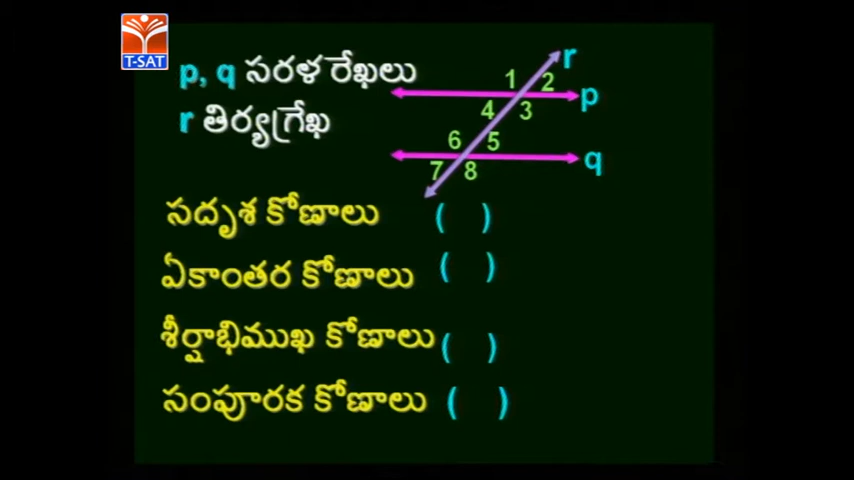 T-SAT
p, q సరళ రేఖలు
r తిర్యగ్రేఖ
r
1 2
p
4 3
6 5
q
7 8
సదృశ కోణాలు ( )
ఏకాంతర కోణాలు ( )
శీర్షాభిముఖ కోణాలు ( )
సంపూరక కోణాలు ( )